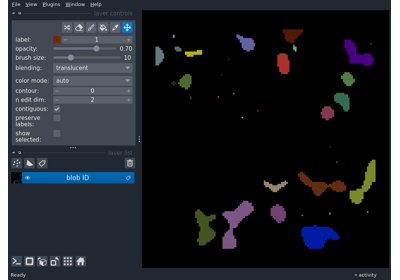 File View Plugins Window Help
layer controls
label: 1
opacity: 0.70
brush size: 10
blending: translucent
color mode: auto
contour: 0
n edit dim: 2
contiguous:
preserve
labels:
show
selected:
layer list
blob ID
Ready
activity